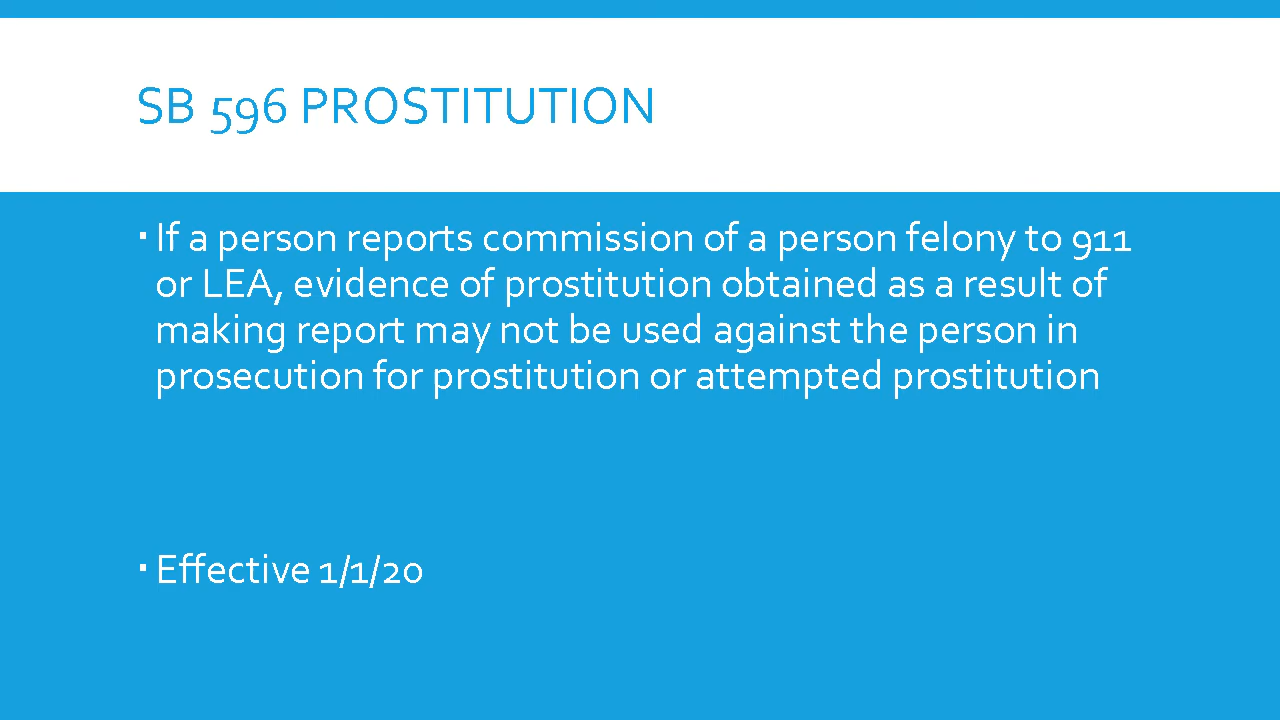 SB 596 PROSTITUTION
▪ If a person reports commission of a person felony to 911
or LEA, evidence of prostitution obtained as a result of
making report may not be used against the person in
prosecution for prostitution or attempted prostitution
▪ Effective 1/1/20